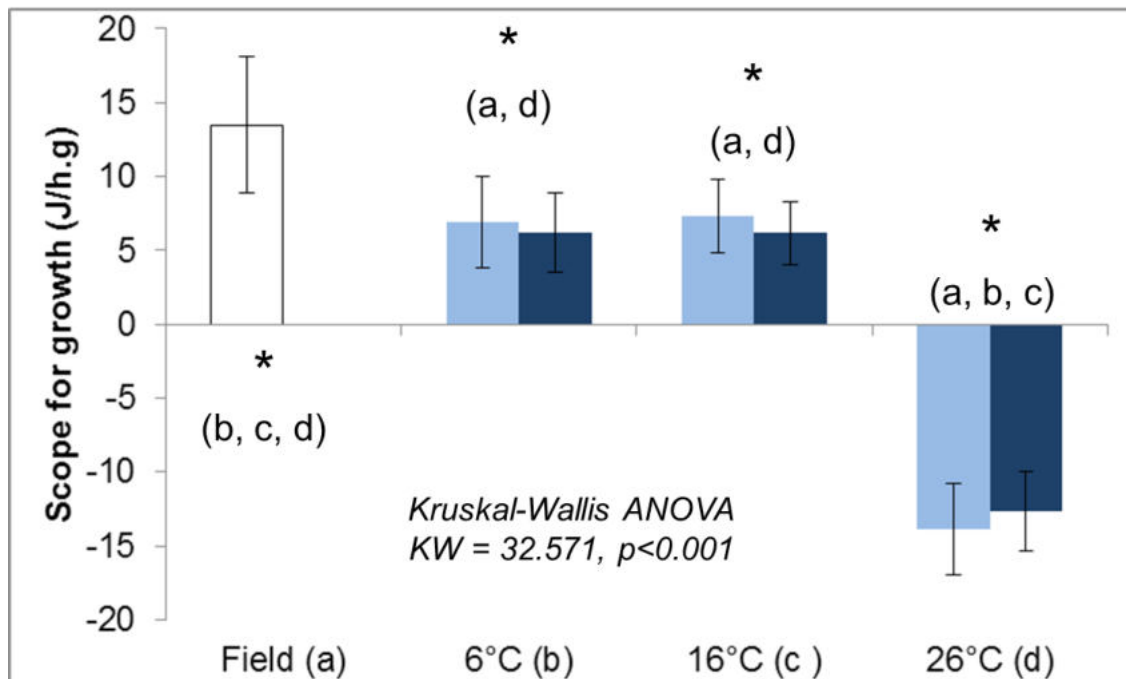 Scope for growth (J/h.g)
20
15
10
5
0
-5
-10
-15
-20
*
(b, c, d)
*
(a, d)
*
(a, d)
*
(a, b, c)
Kruskal-Wallis ANOVA
KW = 32.571, p<0.001
Field (a) 6°C (b) 16°C (c ) 26°C (d)